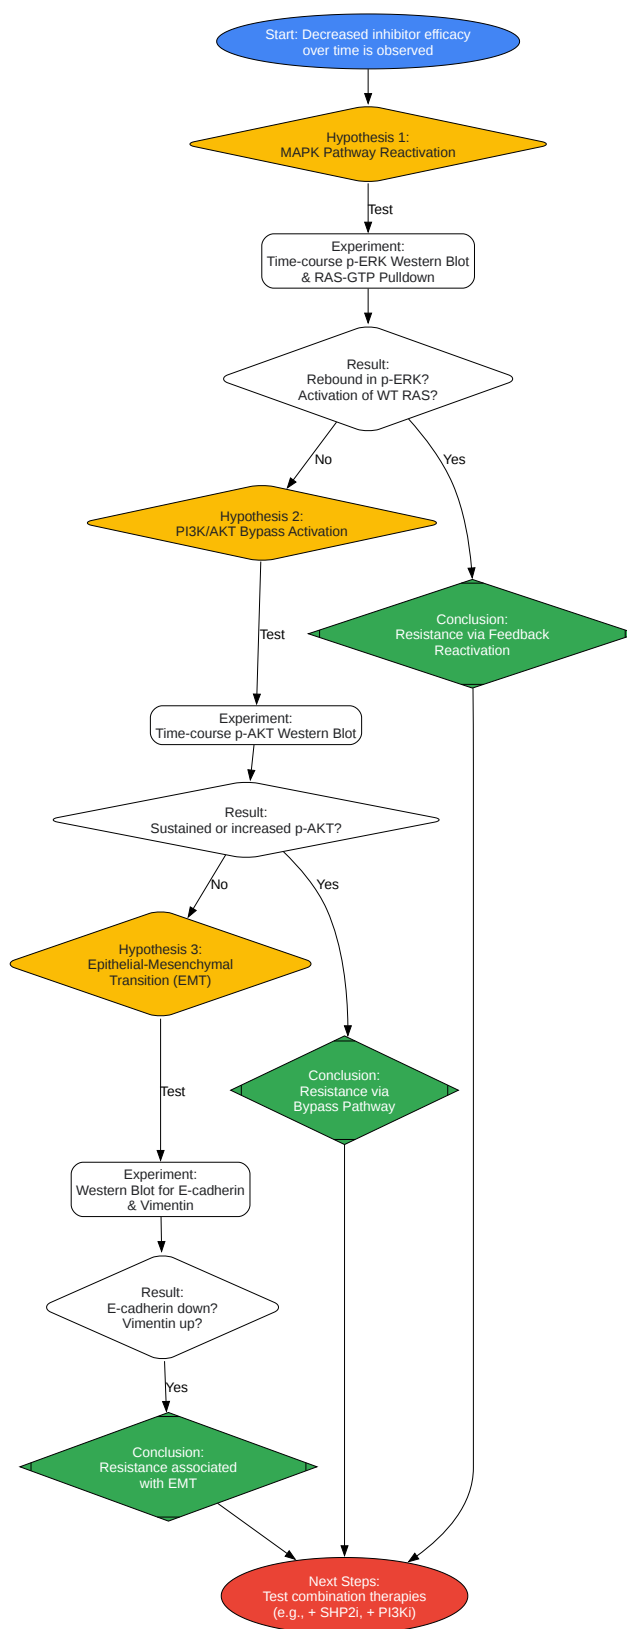 Start: Decreased inhibitor efficacy
over time is observed
Hypothesis 1:
MAPK Pathway Reactivation
Test
Experiment:
Time-course p-ERK Western Blot
& RAS-GTP Pulldown
Result:
Rebound in p-ERK?
Activation of WT RAS?
No
Yes
Hypothesis 2:
PI3K/AKT Bypass Activation
Conclusion:
Resistance via Feedback
Reactivation
Test
Experiment:
Time-course p-AKT Western Blot
Result:
Sustained or increased p-AKT?
No
Yes
Hypothesis 3:
Epithelial-Mesenchymal
Transition (EMT)
Conclusion:
Resistance via
Bypass Pathway
Test
Experiment:
Western Blot for E-cadherin
& Vimentin
Result:
E-cadherin down?
Vimentin up?
Yes
Conclusion:
Resistance associated
with EMT
Next Steps:
Test combination therapies
(e.g., + SHP2i, + PI3Ki)